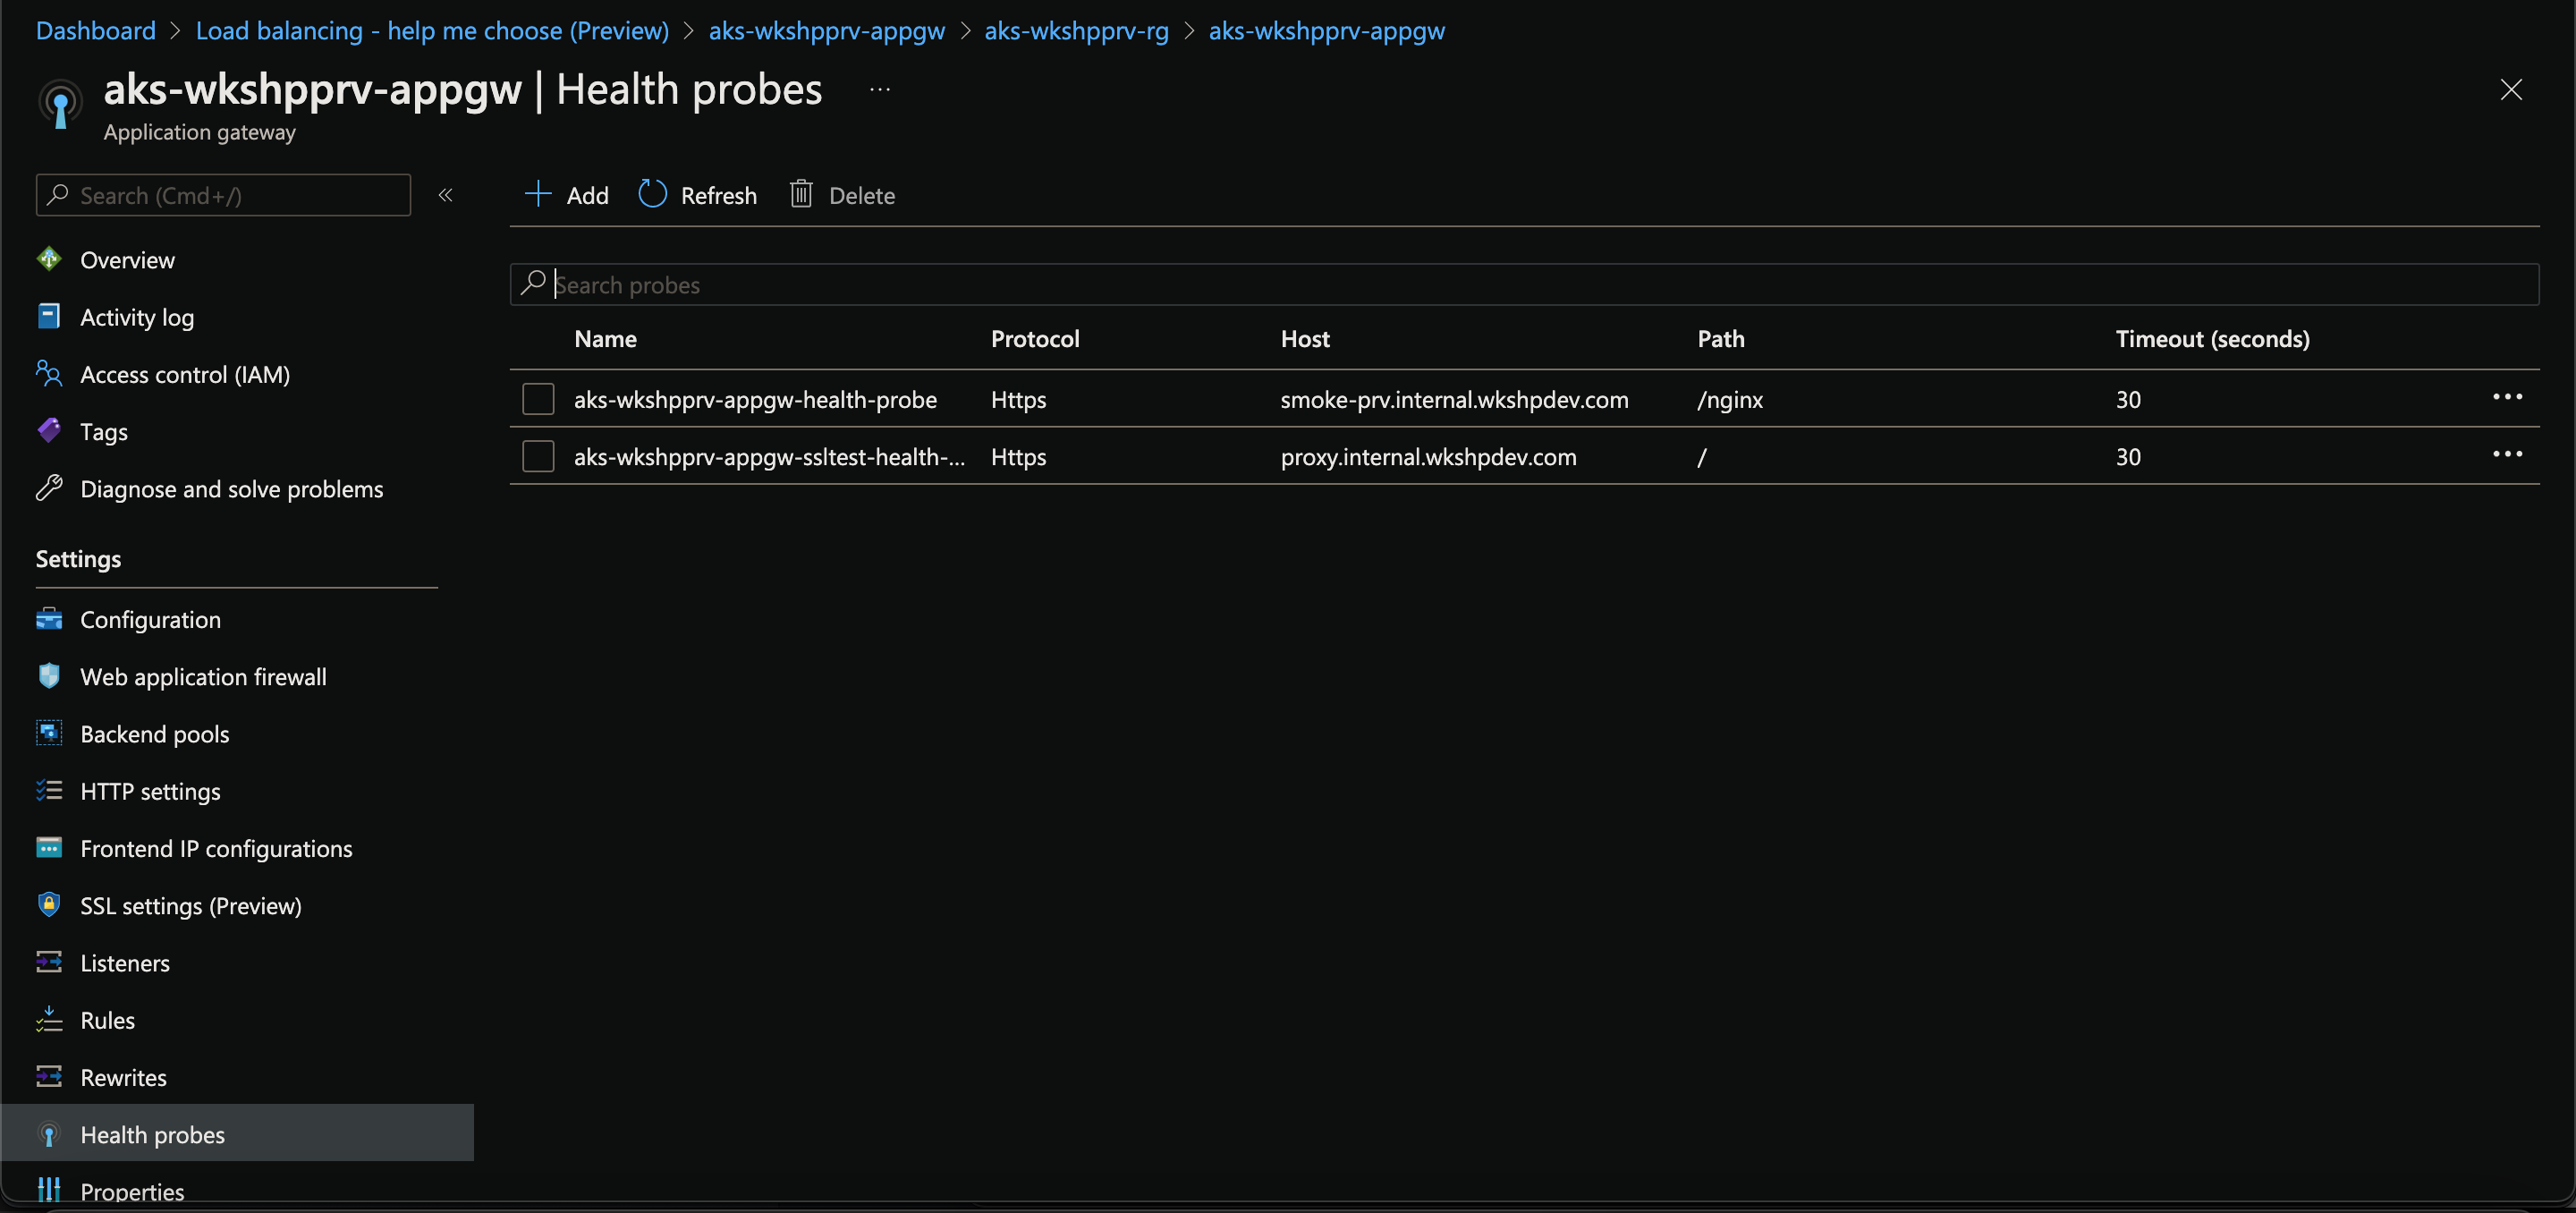 Dashboard > Load balancing - help me choose (Preview) > aks-wkshpprv-appgw > aks-wkshpprv-rg > aks-wkshpprv-appgw
aks-wkshpprv-appgw | Health probes ...
Application gateway
Search (Cmd+/)
«
Add Refresh Delete
Overview
Activity log
Access control (IAM)
Tags
Diagnose and solve problems
Settings
Configuration
Web application firewall
Backend pools
HTTP settings
Frontend IP configurations
SSL settings (Preview)
Listeners
Rules
Rewrites
Health probes
Properties
Search probes
Name Protocol Host Path Timeout (seconds)
aks-wkshpprv-appgw-health-probe Https smoke-prv.internal.wkshpdev.com /nginx 30 ...
aks-wkshpprv-appgw-ssltest-health-... Https proxy.internal.wkshpdev.com / 30 ...